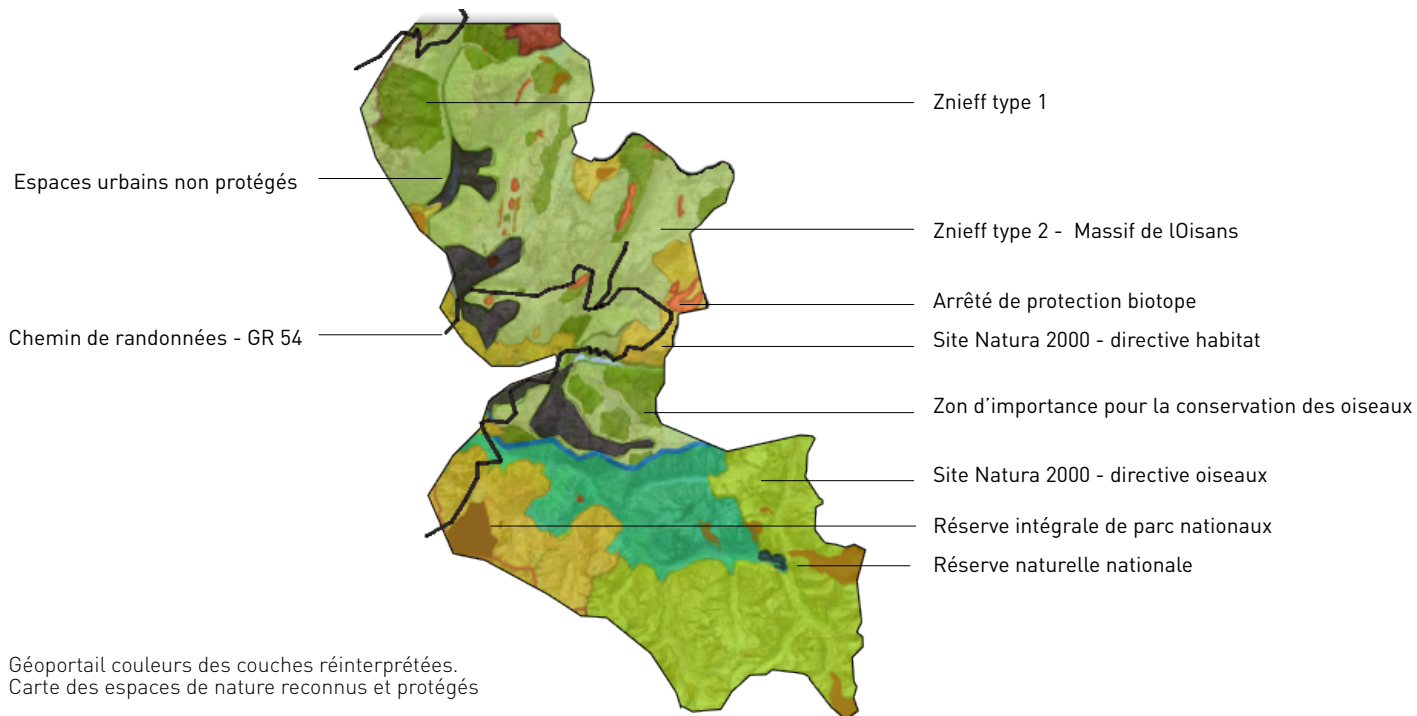 Znieff type 1
Espaces urbains non protégés
Znieff type 2 - Massif de lOisans
Arrêté de protection biotope
Chemin de randonnées - GR 54
Site Natura 2000 - directive habitat
Zon d'importance pour la conservation des oiseaux
Site Natura 2000 - directive oiseaux
Réserve intégrale de parc nationaux
Réserve naturelle nationale
Géoportail couleurs des couches réinterprétées.
Carte des espaces de nature reconnus et protégés